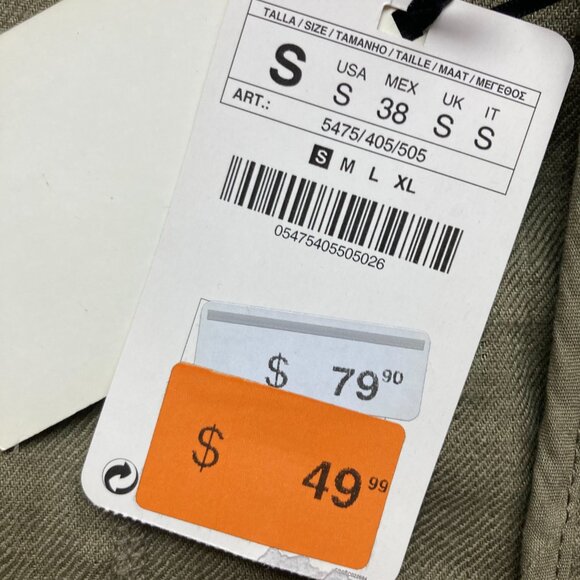 TALLA / SIZE / TAMANHO / TAILLE / MAAT / ΜΕΓΕΘΟΣ
S USA S MEX 38 UK S IT S
ART.: 5475/405/505
S M L XL
05475405505026
$ 79 90
$ 49 99